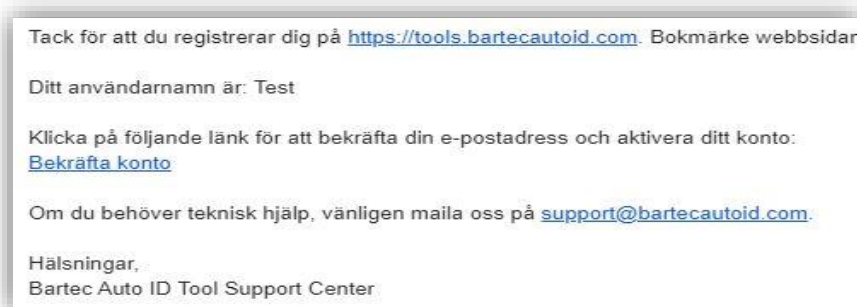 Tack för att du registrerar dig på https://tools.bartecautoid.com. Bokmärke webbsidan
Ditt användarnamn är: Test
Klicka på följande länk för att bekräfta din e-postadress och aktivera ditt konto:
Bekräfta konto
Om du behöver teknisk hjälp, vänligen maila oss på support@bartecautoid.com.
Hälsningar,
Bartec Auto ID Tool Support Center